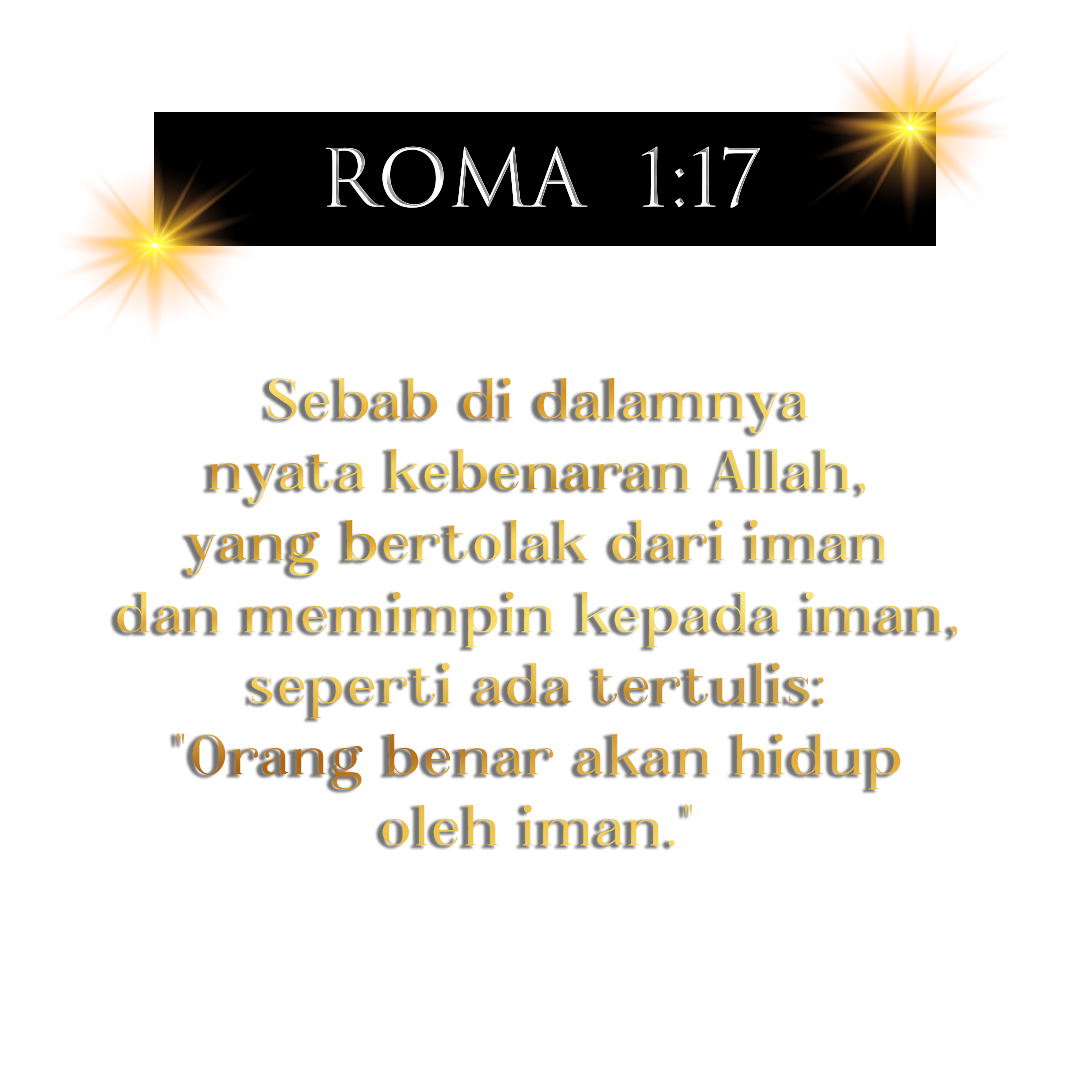 ROMA 1:17
Sebab di dalamnya
nyata kebenaran Allah,
yang bertolak dari iman
dan memimpin kepada iman,
seperti ada tertulis:
"Orang benar akan hidup
oleh iman."